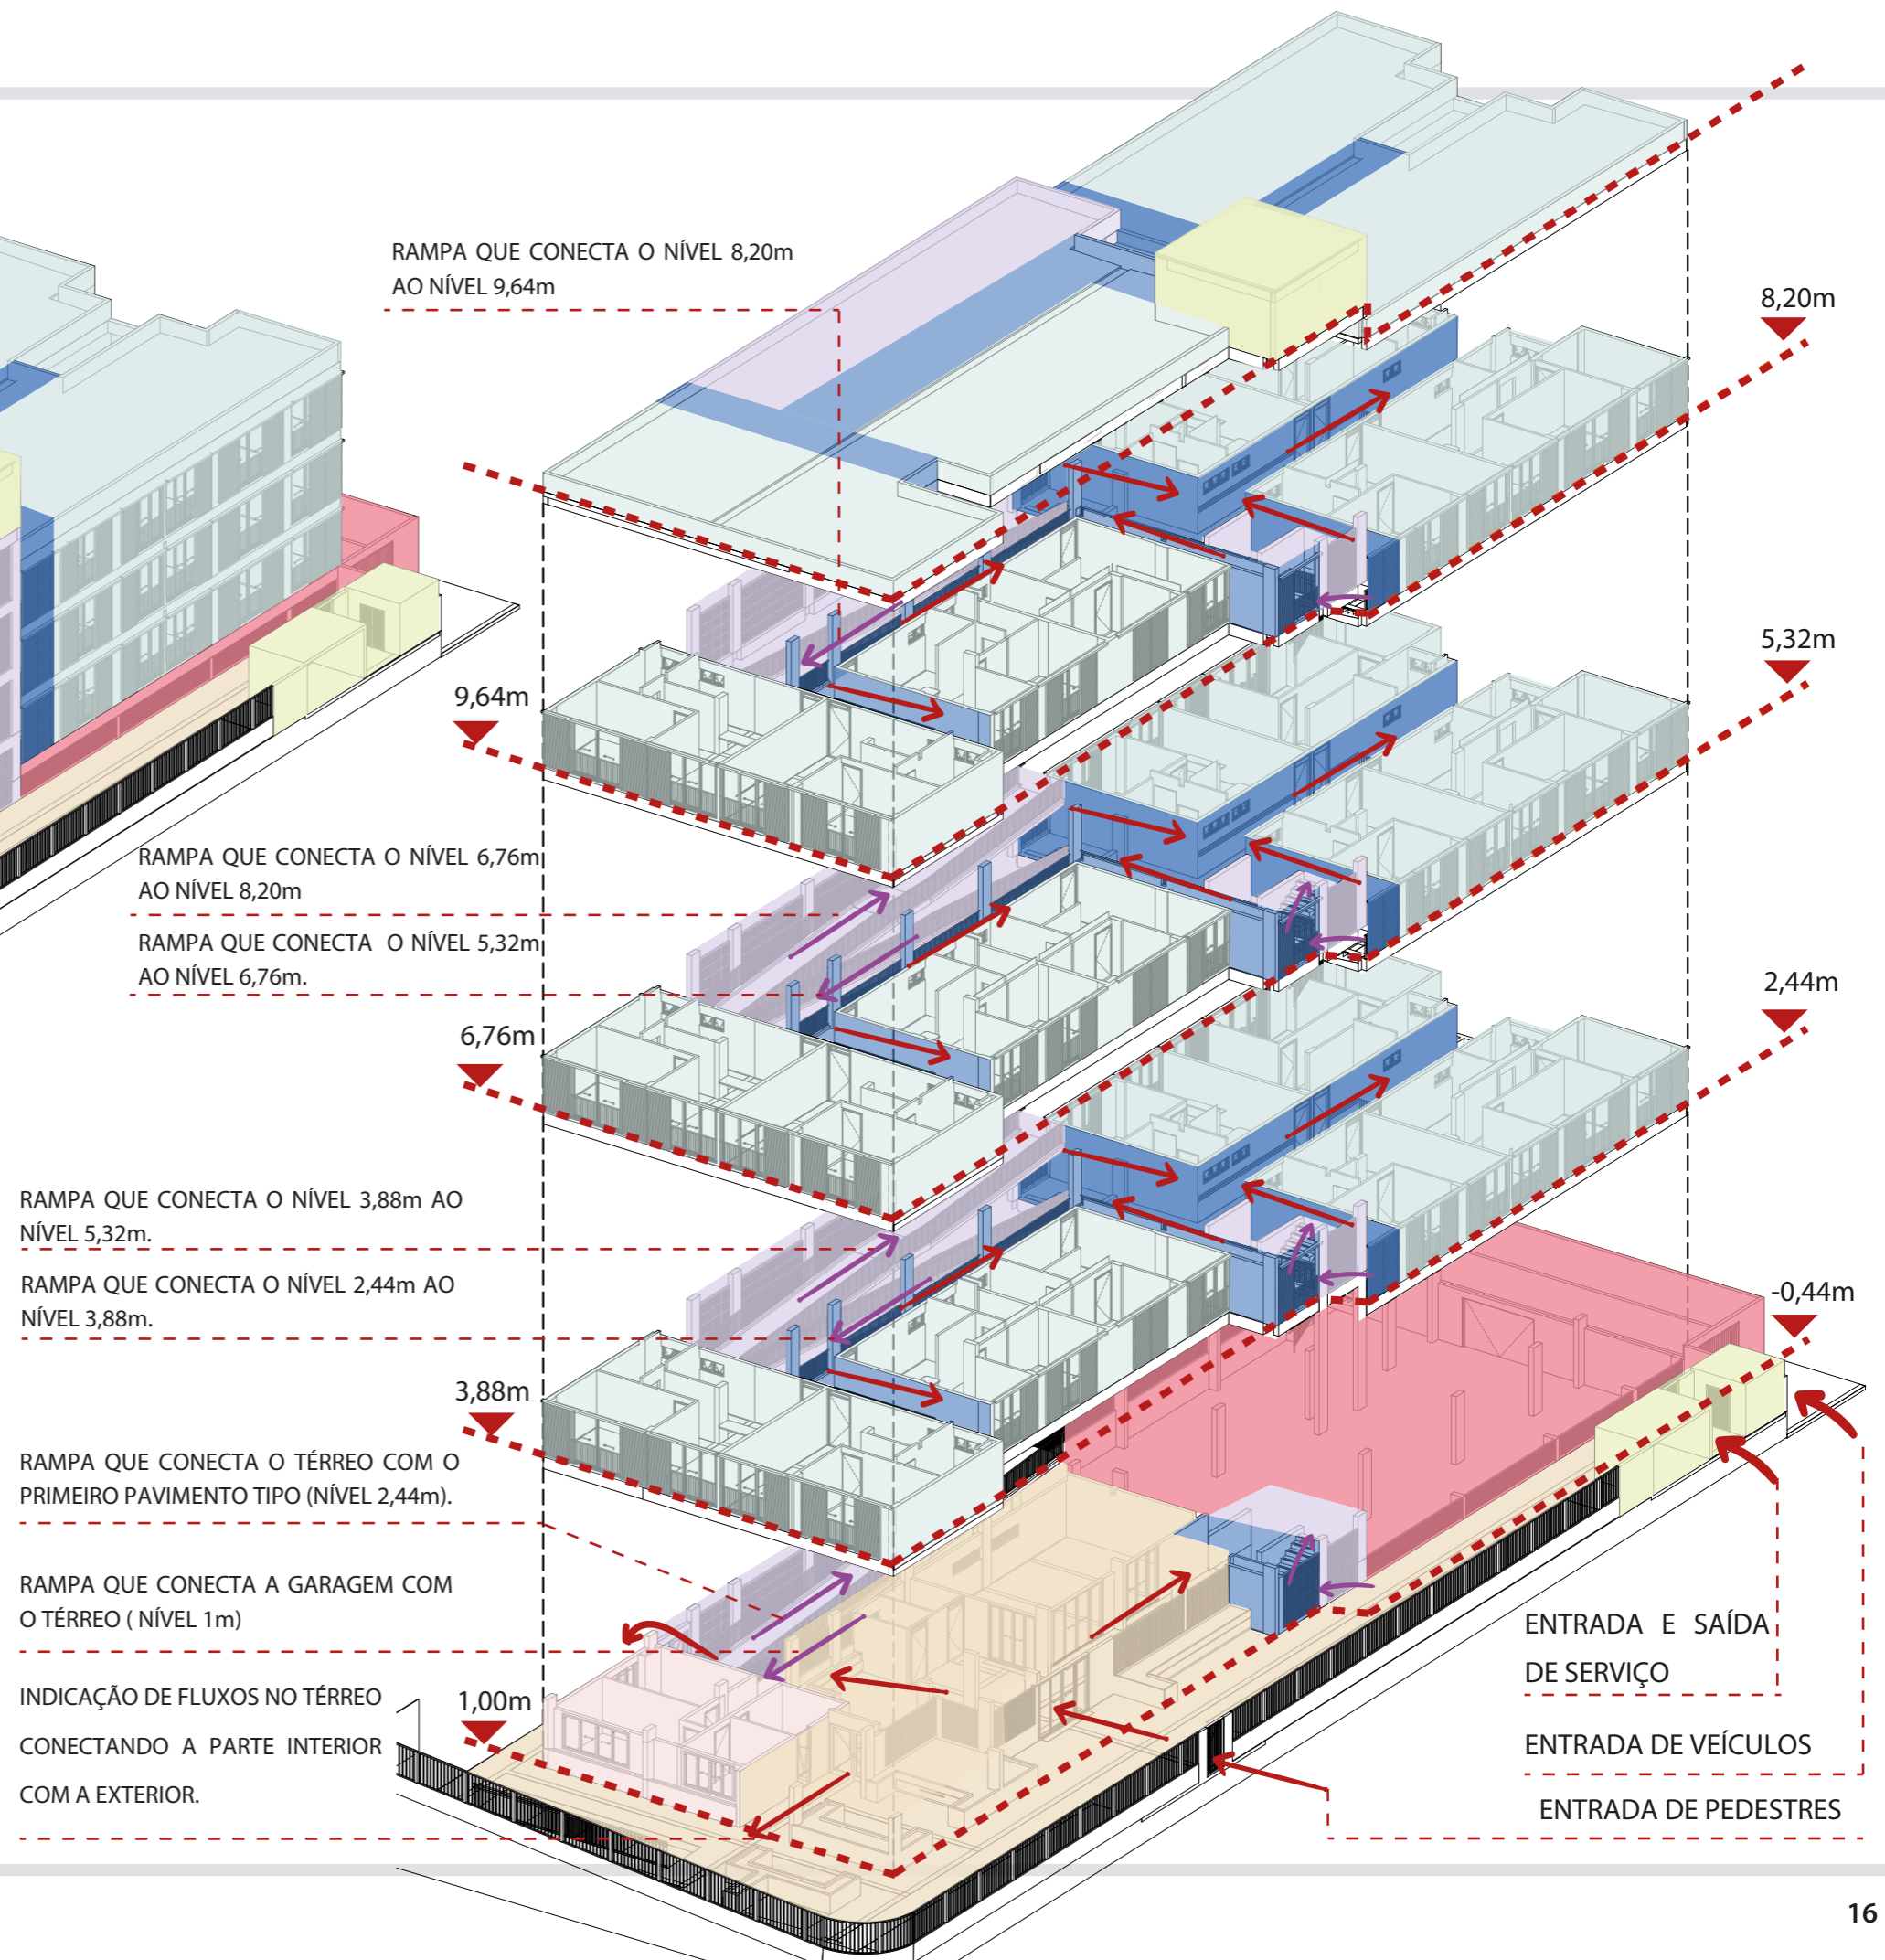 RAMPA QUE CONECTA O NÍVEL 8,20m
AO NÍVEL 9,64m
8,20m
5,32m
9,64m
RAMPA QUE CONECTA O NÍVEL 6,76m
AO NÍVEL 8,20m
RAMPA QUE CONECTA O NÍVEL 5,32m
AO NÍVEL 6,76m.
2,44m
6,76m
RAMPA QUE CONECTA O NÍVEL 3,88m AO
NÍVEL 5,32m.
RAMPA QUE CONECTA O NÍVEL 2,44m AO
NÍVEL 3,88m.
-0,44m
3,88m
RAMPA QUE CONECTA O TÉRREO COM O
PRIMEIRO PAVIMENTO TIPO (NÍVEL 2,44m).
RAMPA QUE CONECTA A GARAGEM COM
O TÉRREO ( NÍVEL 1m)
INDICAÇÃO DE FLUXOS NO TÉRREO
CONECTANDO A PARTE INTERIOR
COM A EXTERIOR.
1,00m
ENTRADA E SAÍDA
DE SERVIÇO
ENTRADA DE VEÍCULOS
ENTRADA DE PEDESTRES
16